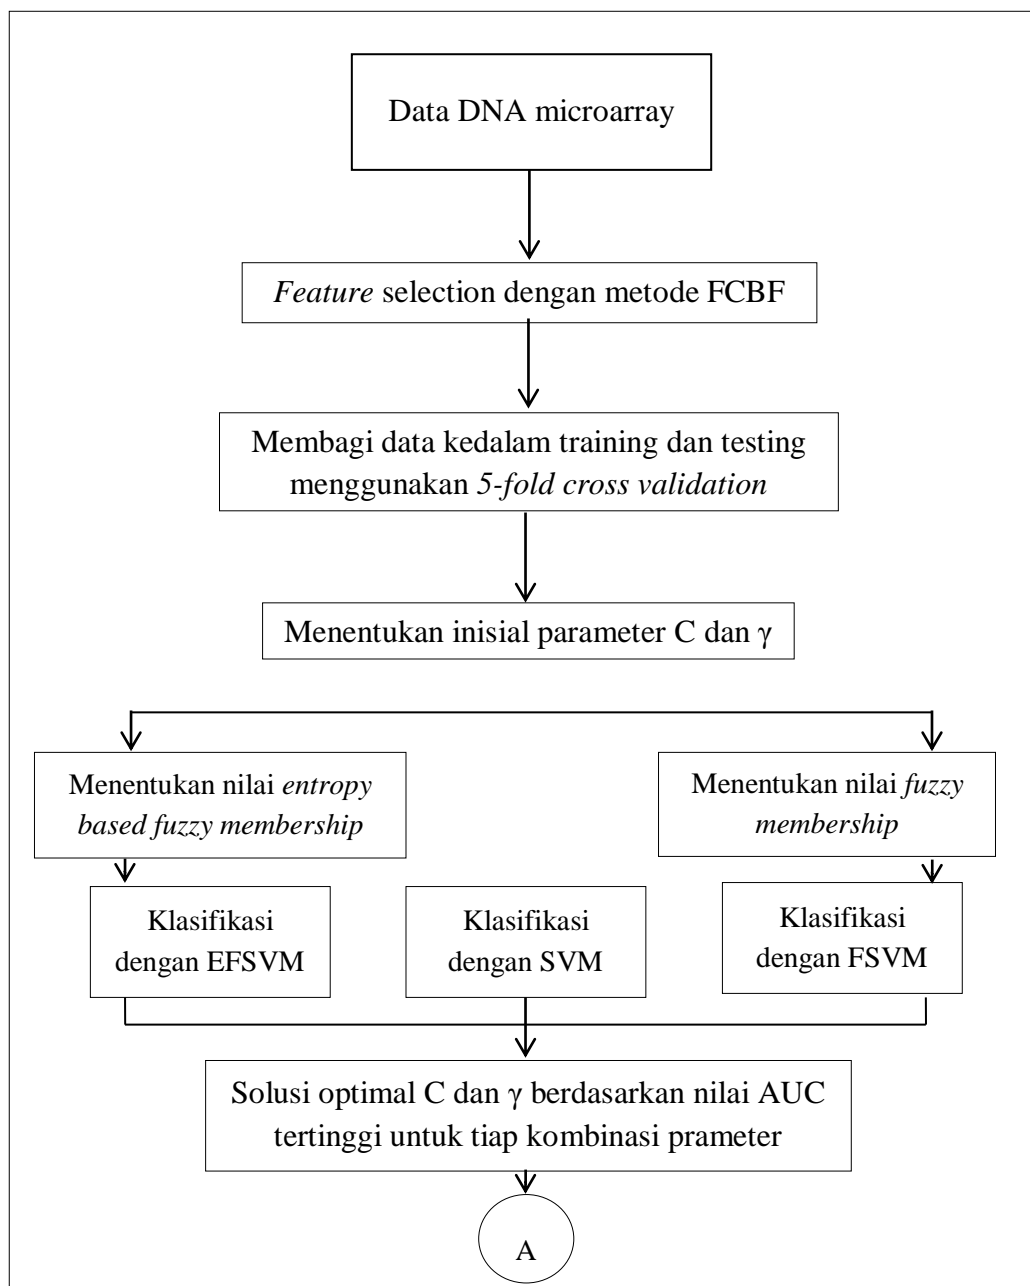 Data DNA microarray
Feature selection dengan metode FCBF
Membagi data kedalam training dan testing
menggunakan 5-fold cross validation
Menentukan inisial parameter C dan γ
Menentukan nilai entropy
based fuzzy membership
Menentukan nilai fuzzy
membership
Klasifikasi
dengan EFSVM
Klasifikasi
dengan SVM
Klasifikasi
dengan FSVM
Solusi optimal C dan γ berdasarkan nilai AUC
tertinggi untuk tiap kombinasi prameter
A